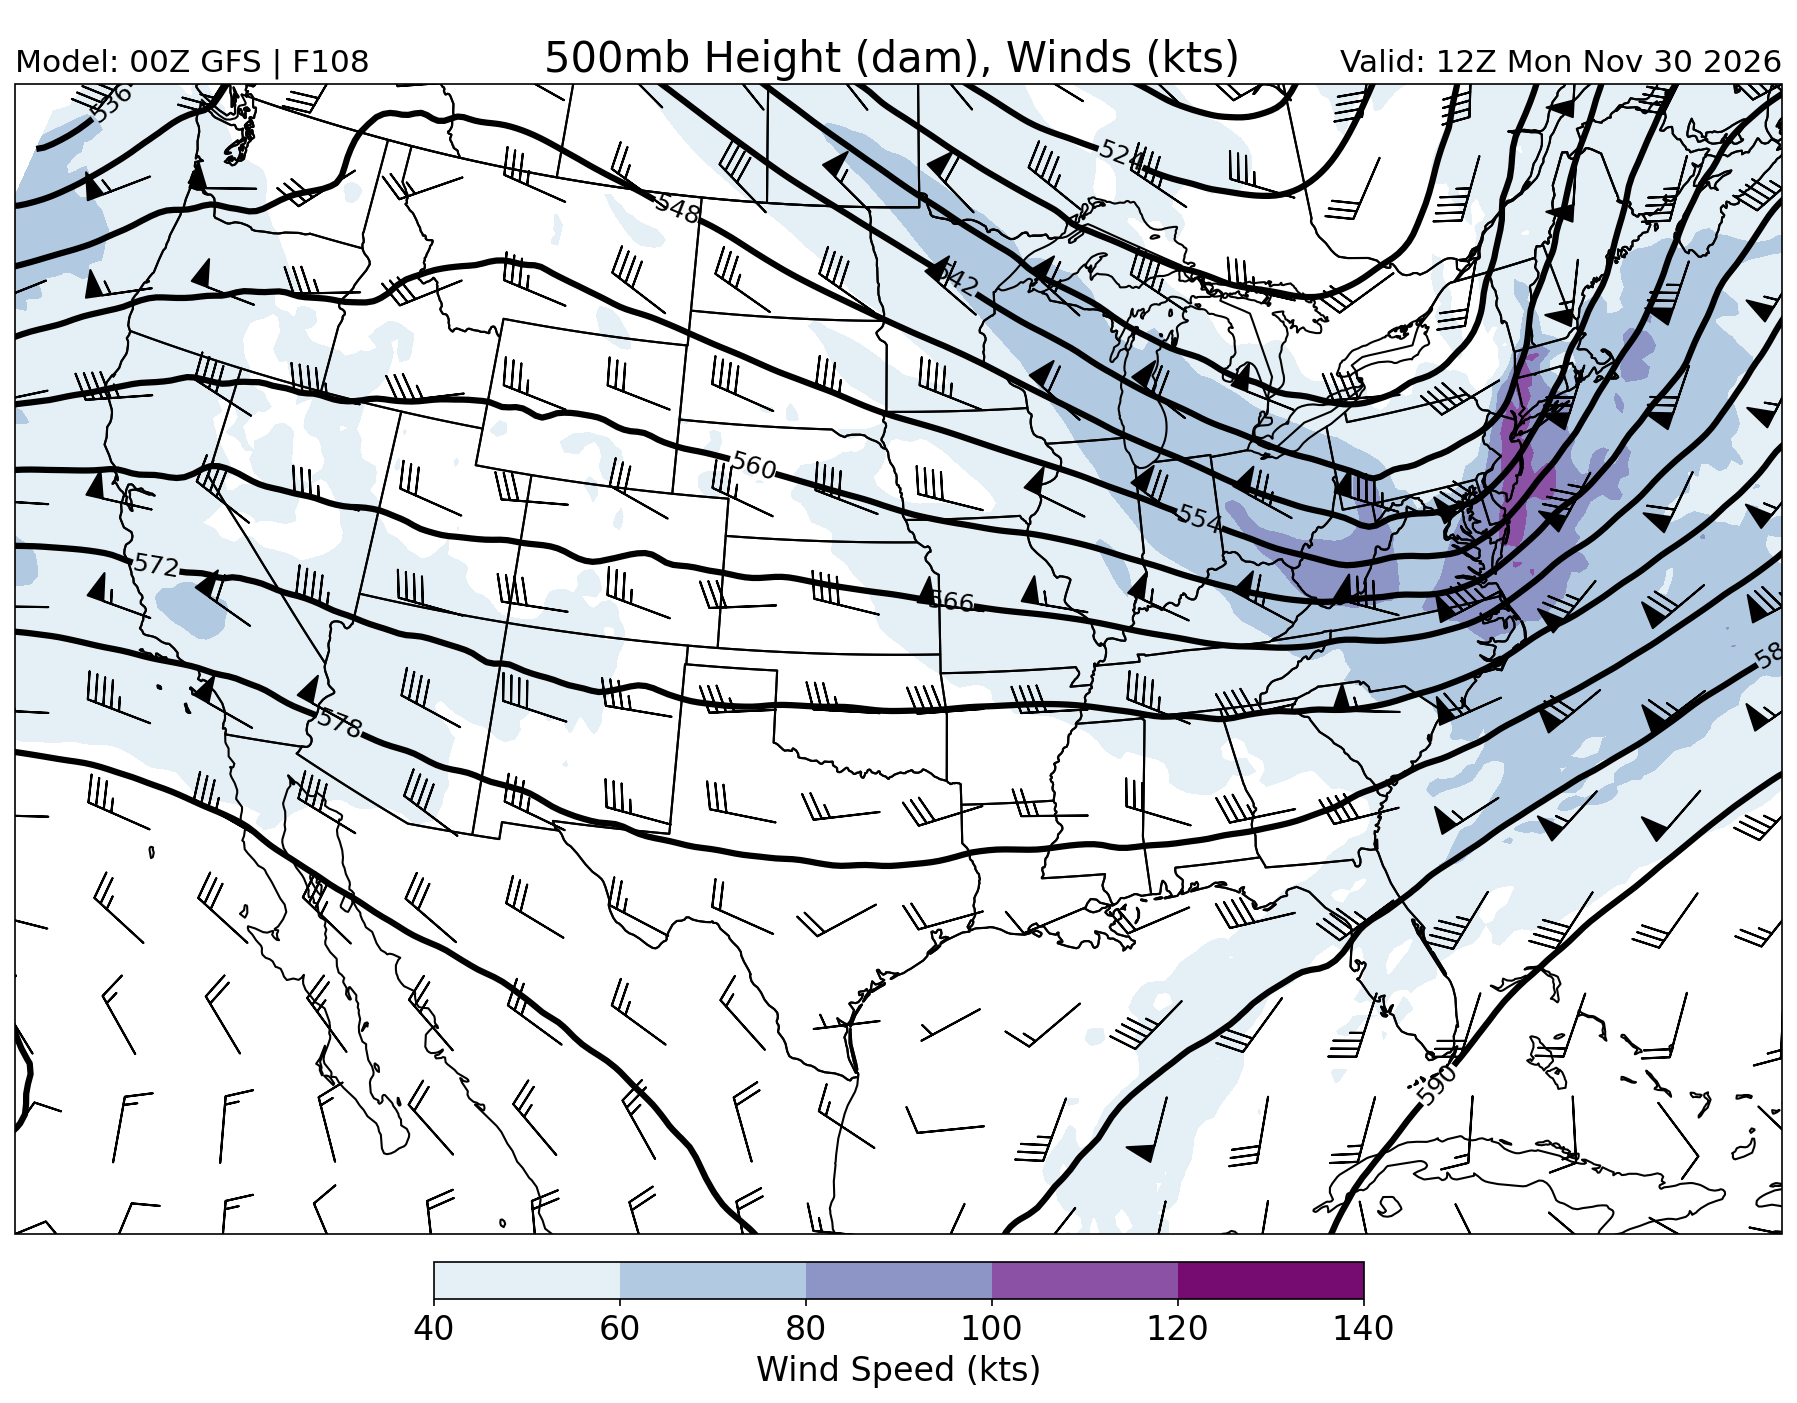 Model: 00Z GFS | F108
500mb Height (dam), Winds (kts)
Valid: 12Z Mon Nov 30 2026
536
524
548
542
560
554
572
566
58
578
590
40 60 80 100 120 140
Wind Speed (kts)